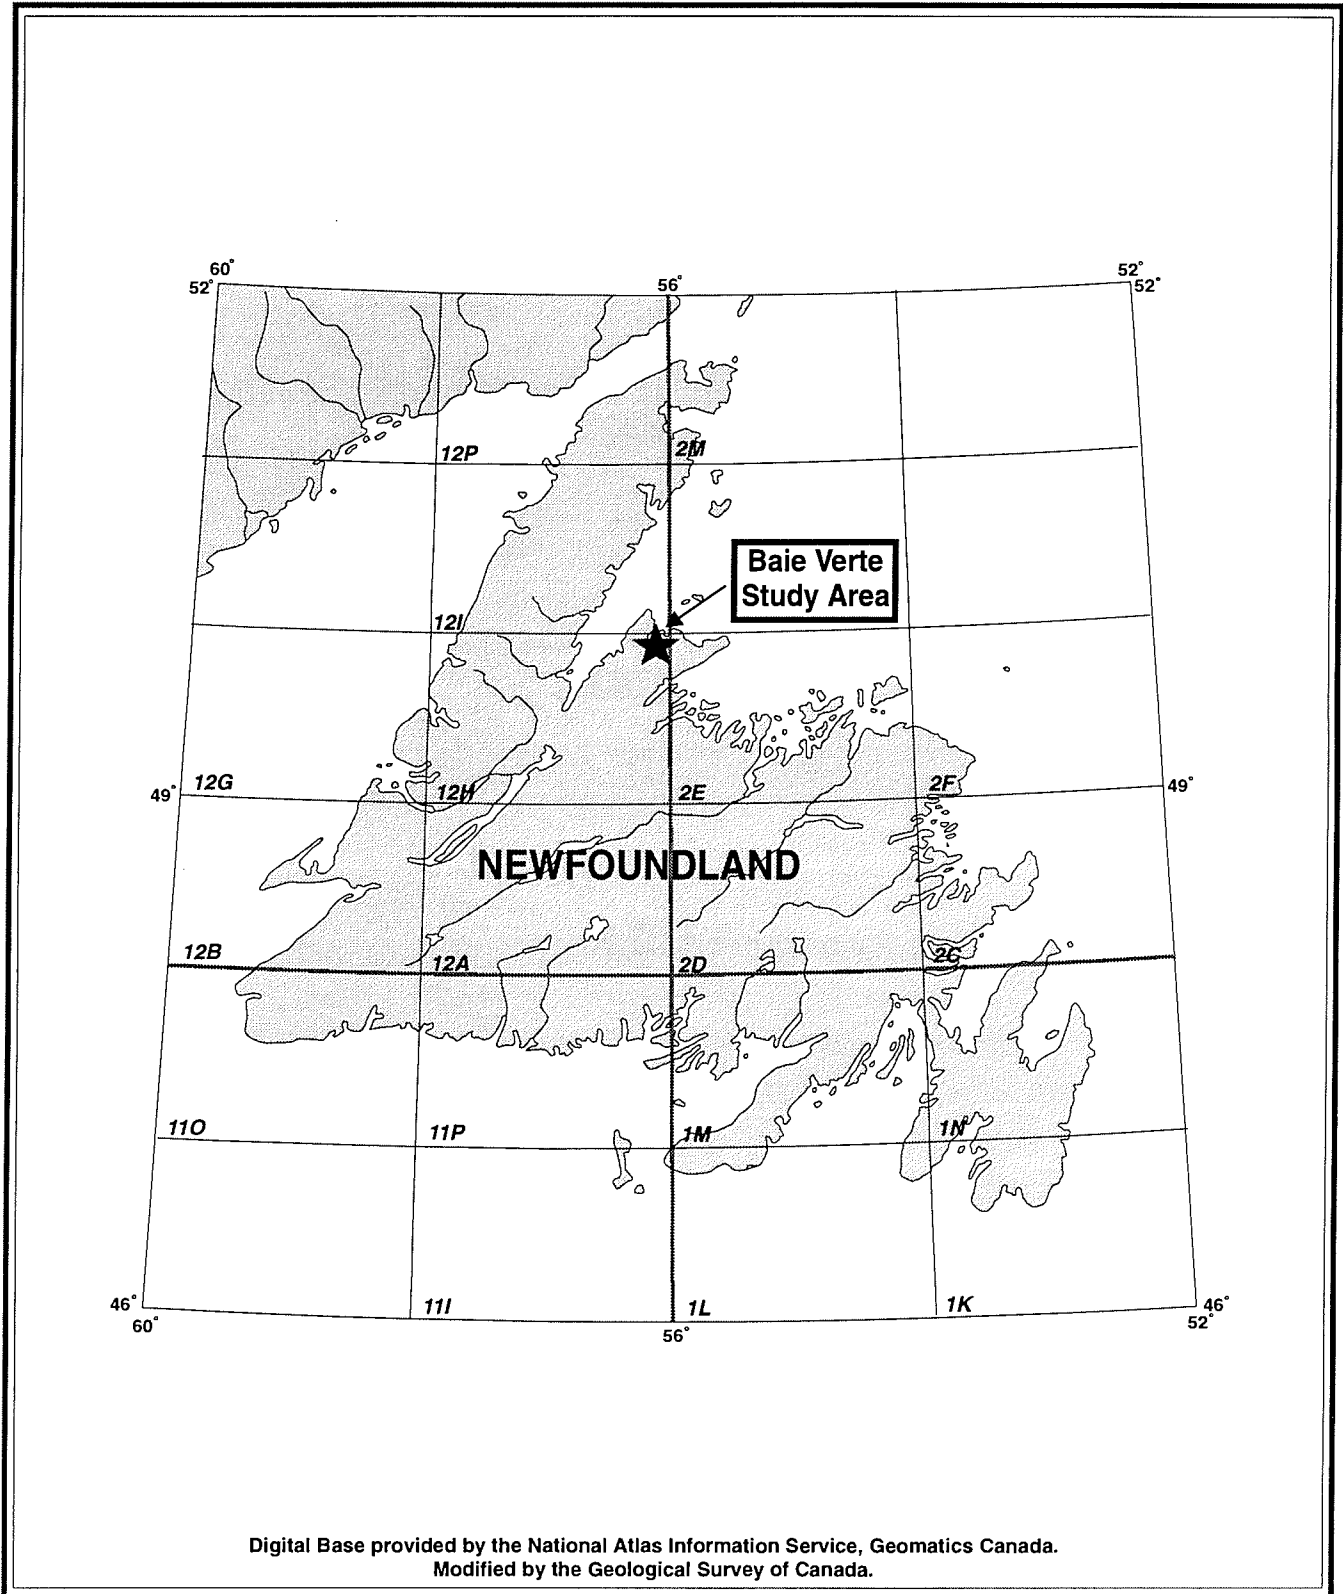 60°
52°
56°
52°
52°
12P
2M
Baie Verte
Study Area
12I
49°
12G
12H
2E
2F
49°
NEWFOUNDLAND
12B
12A
2D
2C
11O
11P
1M
1N
46°
60°
11I
1L
56°
1K
46°
52°
Digital Base provided by the National Atlas Information Service, Geomatics Canada.
Modified by the Geological Survey of Canada.